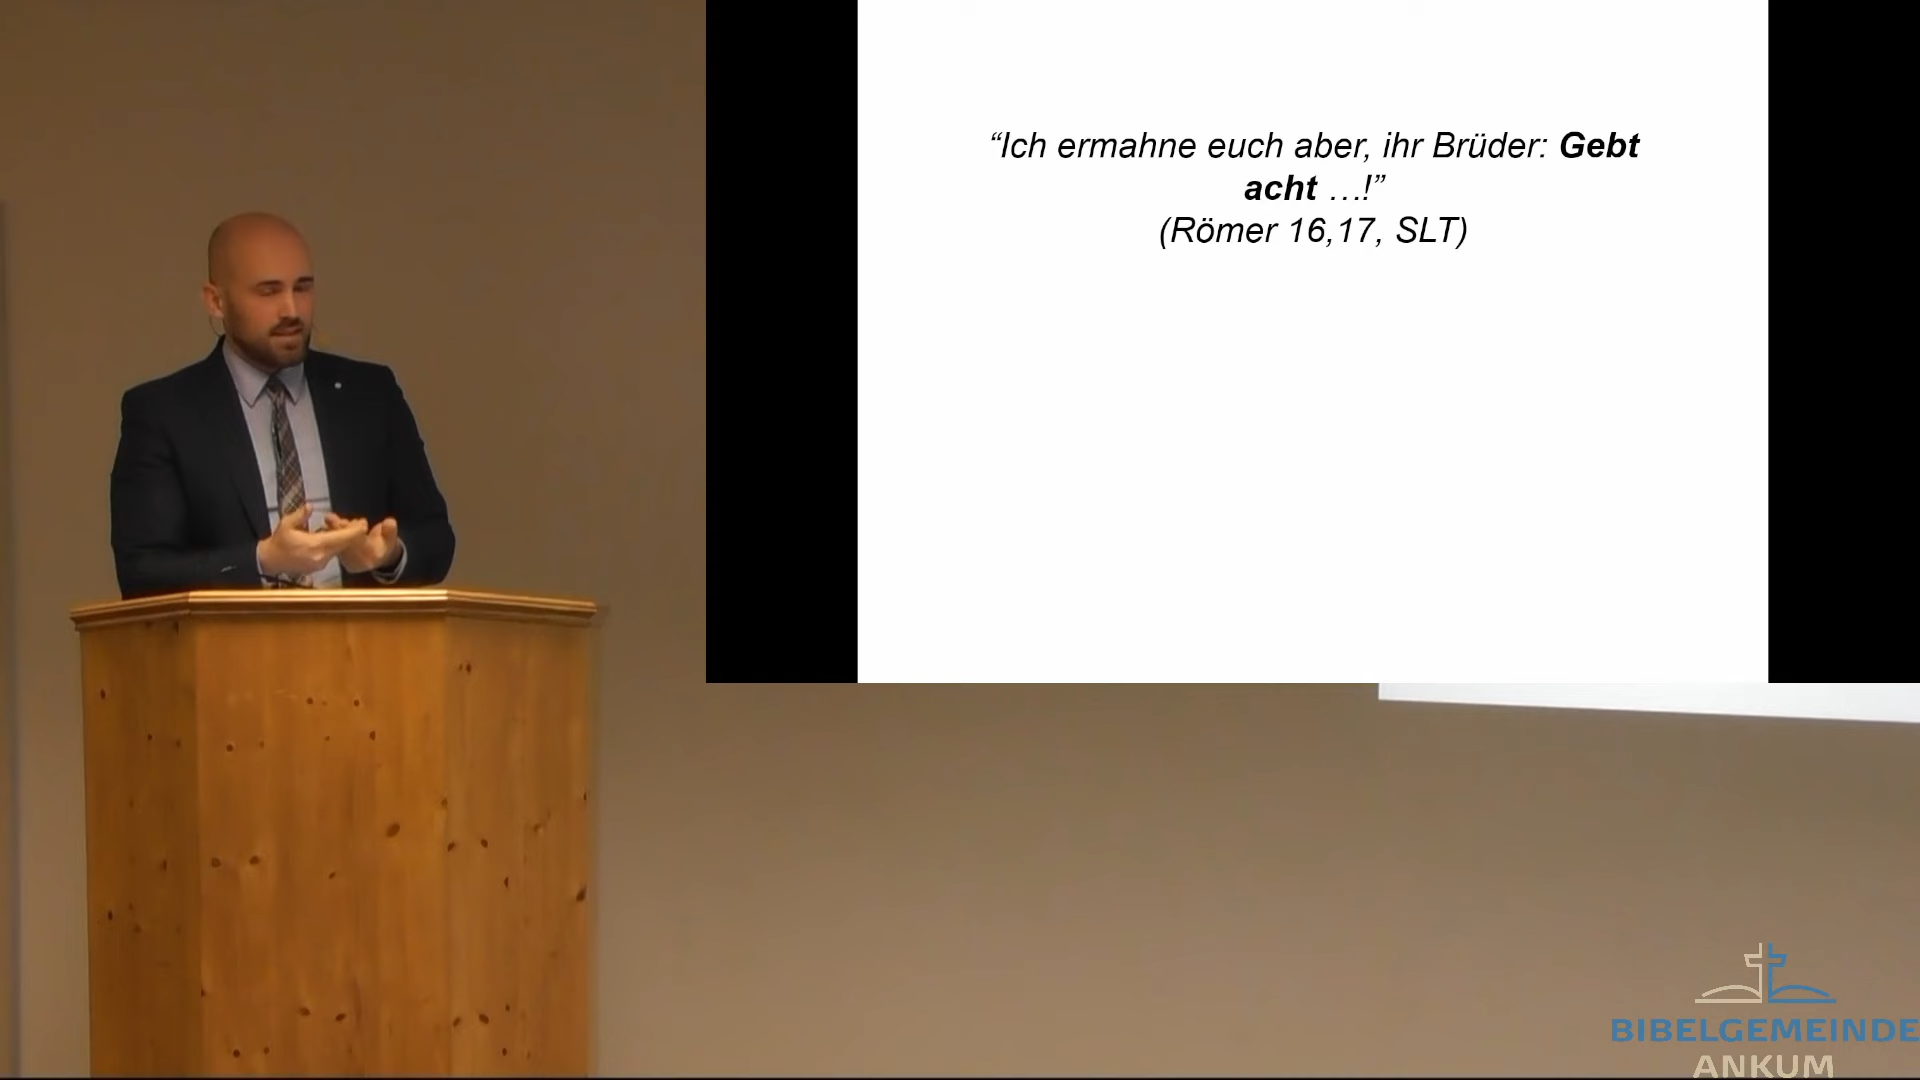 “Ich ermahne euch aber, ihr Brüder: Gebt
acht …!”
(Römer 16,17, SLT)
BIBELGEMEINDE
ANKUM